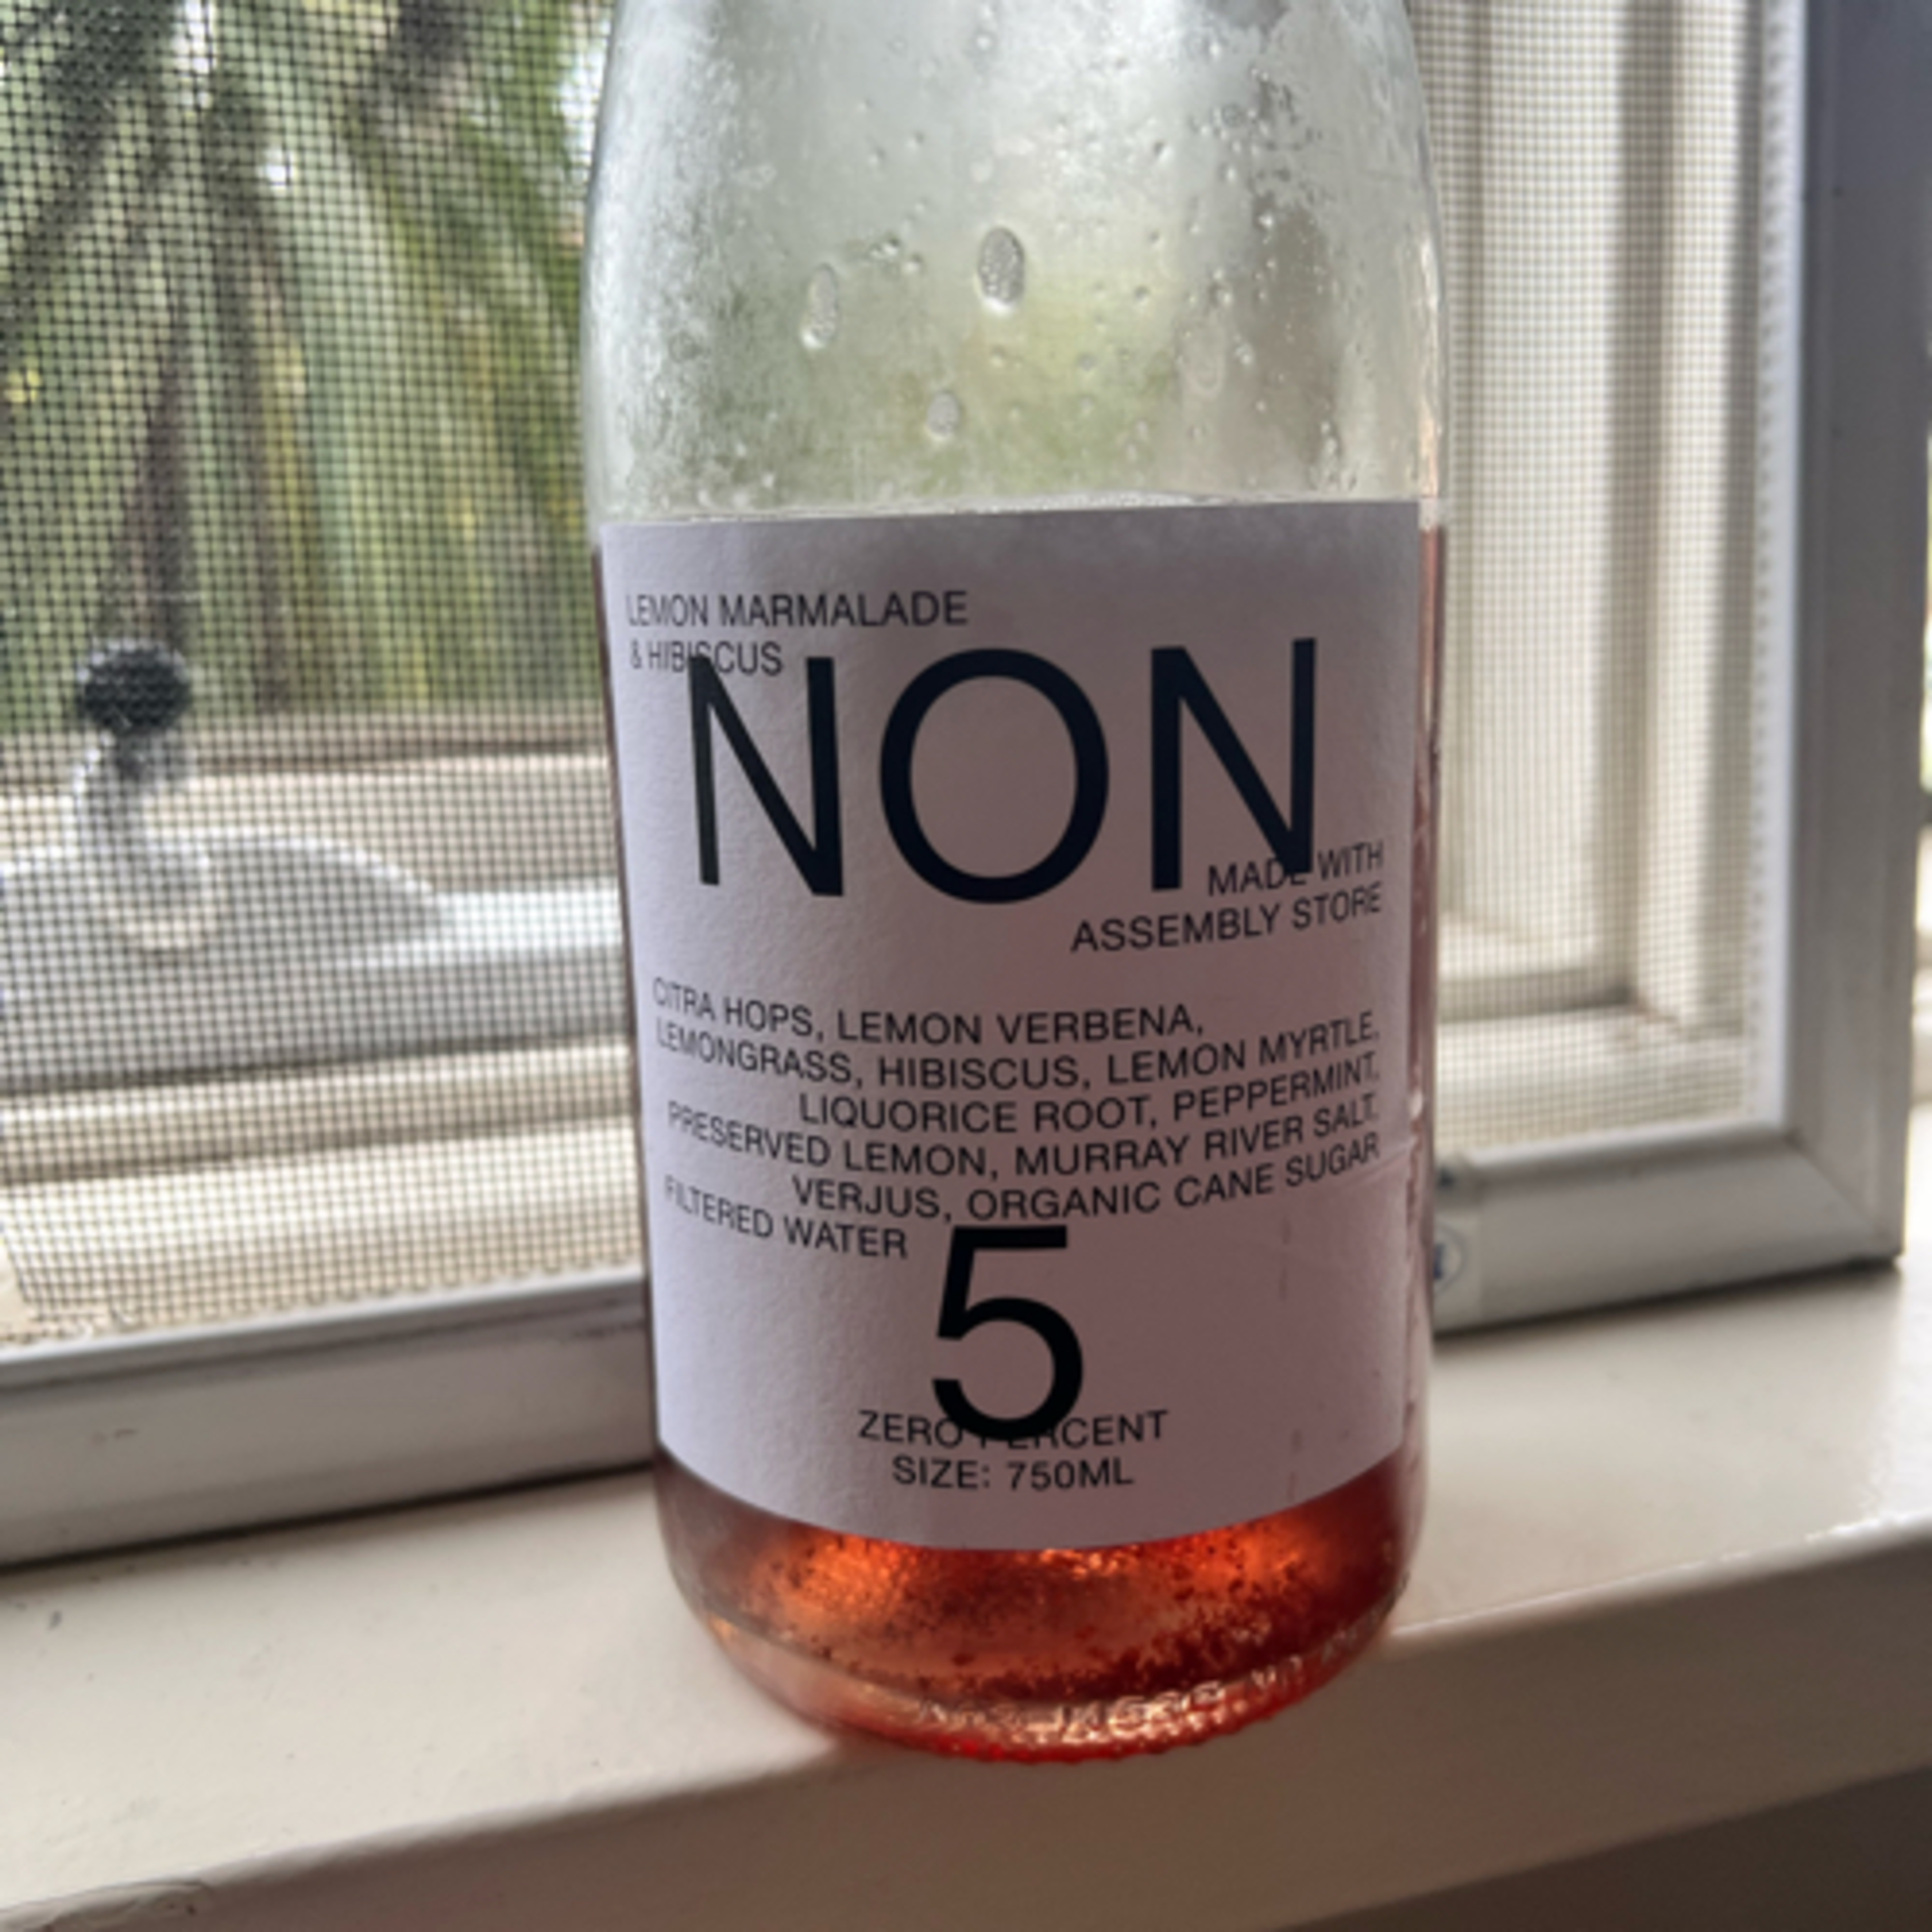 LEMON MARMALADE
& HIBISCUS
NON
MADE WITH
ASSEMBLY STORE
CITRA HOPS, LEMON VERBENA,
LEMONGRASS, HIBISCUS, LEMON MYRTLE,
LIQUORICE ROOT, PEPPERMINT,
PRESERVED LEMON, MURRAY RIVER SALT,
VERJUS, ORGANIC CANE SUGAR
FILTERED WATER
5
ZERO PERCENT
SIZE: 750ML